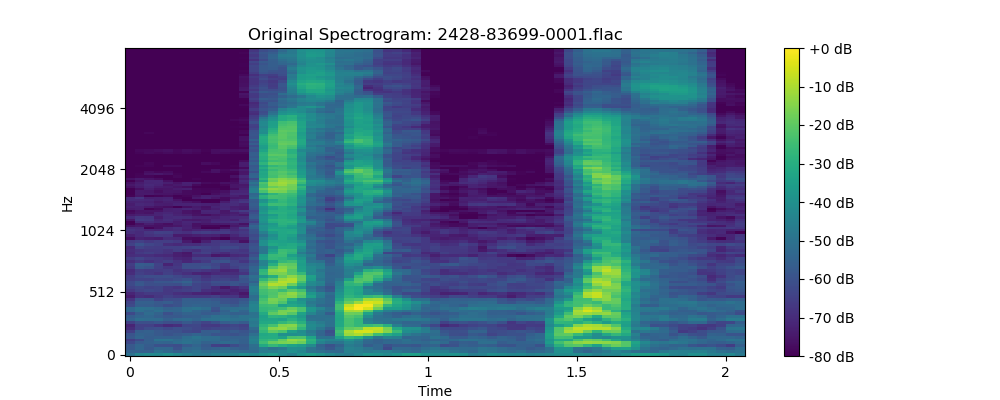 Original Spectrogram: 2428-83699-0001.flac
Hz
4096
2048
1024
512
0
0
0.5
1
1.5
2
Time
+0 dB
-10 dB
-20 dB
-30 dB
-40 dB
-50 dB
-60 dB
-70 dB
-80 dB